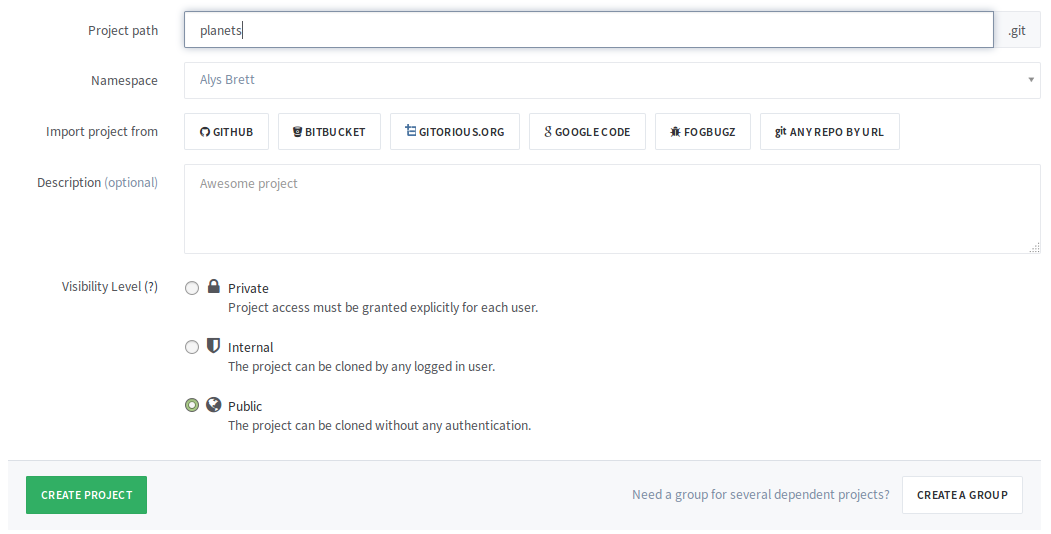 Project path planets .git
Namespace Alys Brett
Import project from GITHUB BITBUCKET GITORIOUS.ORG GOOGLE CODE FOGBUGZ git ANY REPO BY URL
Description (optional) Awesome project
Visibility Level (?) Private
Project access must be granted explicitly for each user.
Internal
The project can be cloned by any logged in user.
Public
The project can be cloned without any authentication.
CREATE PROJECT Need a group for several dependent projects? CREATE A GROUP